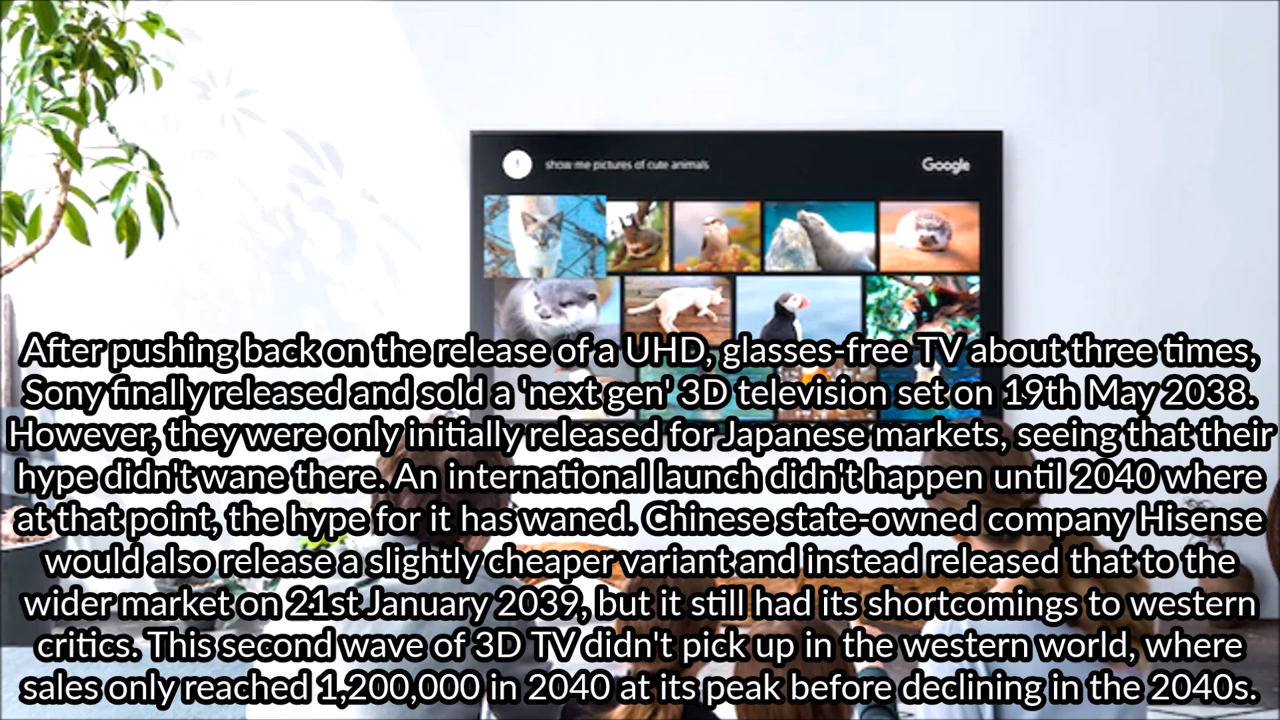 show me pictures of cute animals
Google
After pushing back on the release of a UHD, glasses-free TV about three times,
Sony finally released and sold a 'next gen' 3D television set on 19th May 2038.
However, they were only initially released for Japanese markets, seeing that their
hype didn't wane there. An international launch didn't happen until 2040 where
at that point, the hype for it has waned. Chinese state-owned company Hisense
would also release a slightly cheaper variant and instead released that to the
wider market on 21st January 2039, but it still had its shortcomings to western
critics. This second wave of 3D TV didn't pick up in the western world, where
sales only reached 1,200,000 in 2040 at its peak before declining in the 2040s.